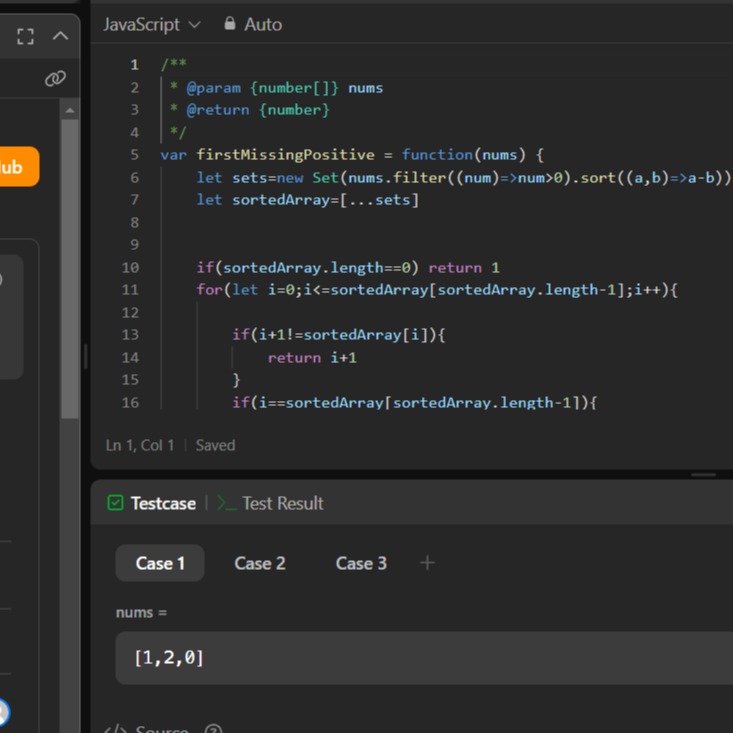 JavaScript
Auto
1 /**
2 * @param {number[]} nums
3 * @return {number}
4 */
5 var firstMissingPositive = function(nums) {
6 let sets=new Set(nums.filter((num)=>num>0).sort((a,b)=>a-b))
7 let sortedArray=[...sets]
8
9
10 if(sortedArray.length==0) return 1
11 for(let i=0;i<=sortedArray[sortedArray.length-1];i++){
12
13 if(i+1!=sortedArray[i]){
14 return i+1
15 }
16 if(i==sortedArray[sortedArray.length-1]){
Ln 1, Col 1 | Saved
Testcase | >_ Test Result
Case 1 Case 2 Case 3 +
nums =
[1,2,0]
</> Source ?